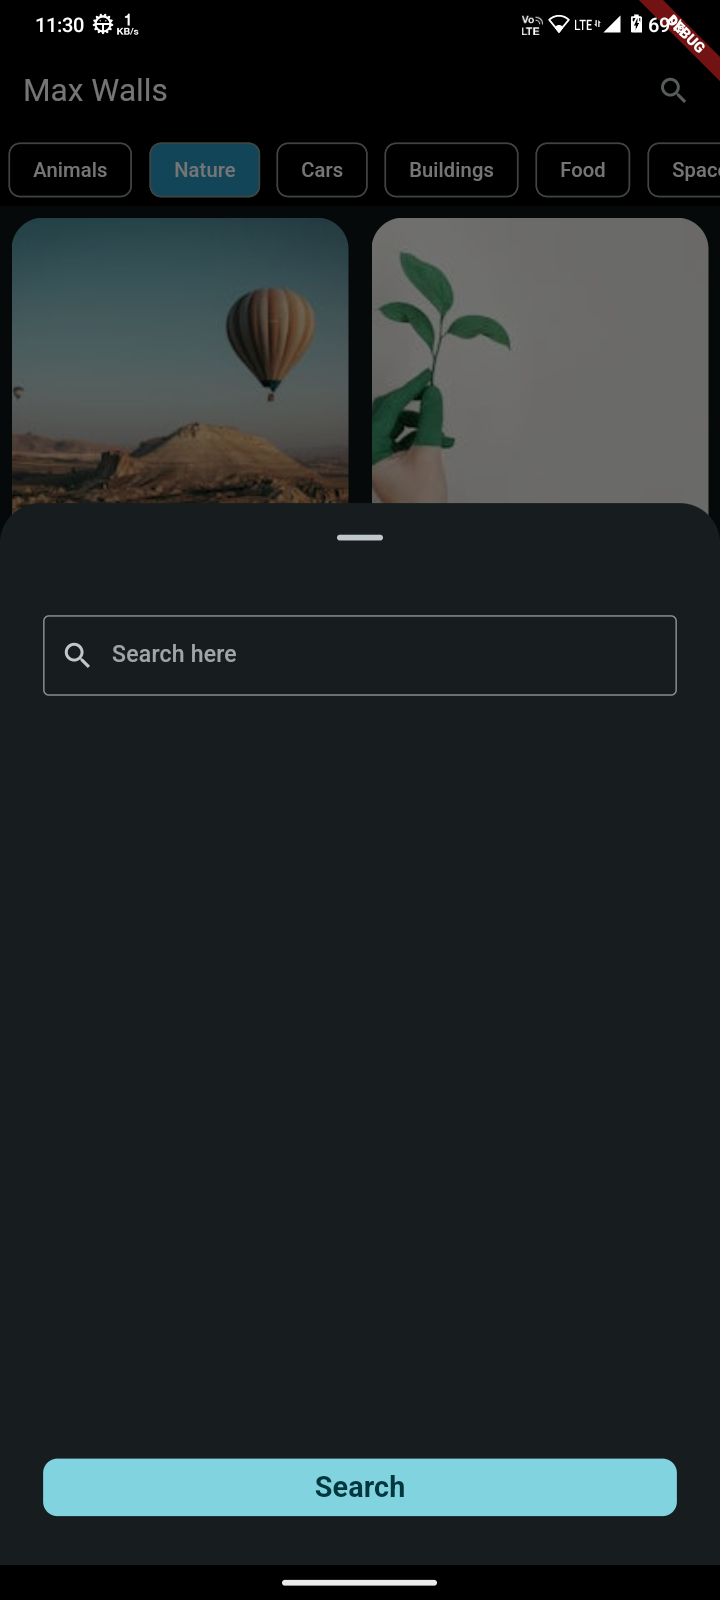 11:30 1 KB/s Vo LTE LTE 69%
DEBUG
Max Walls
Animals Nature Cars Buildings Food Spac
Search here
Search